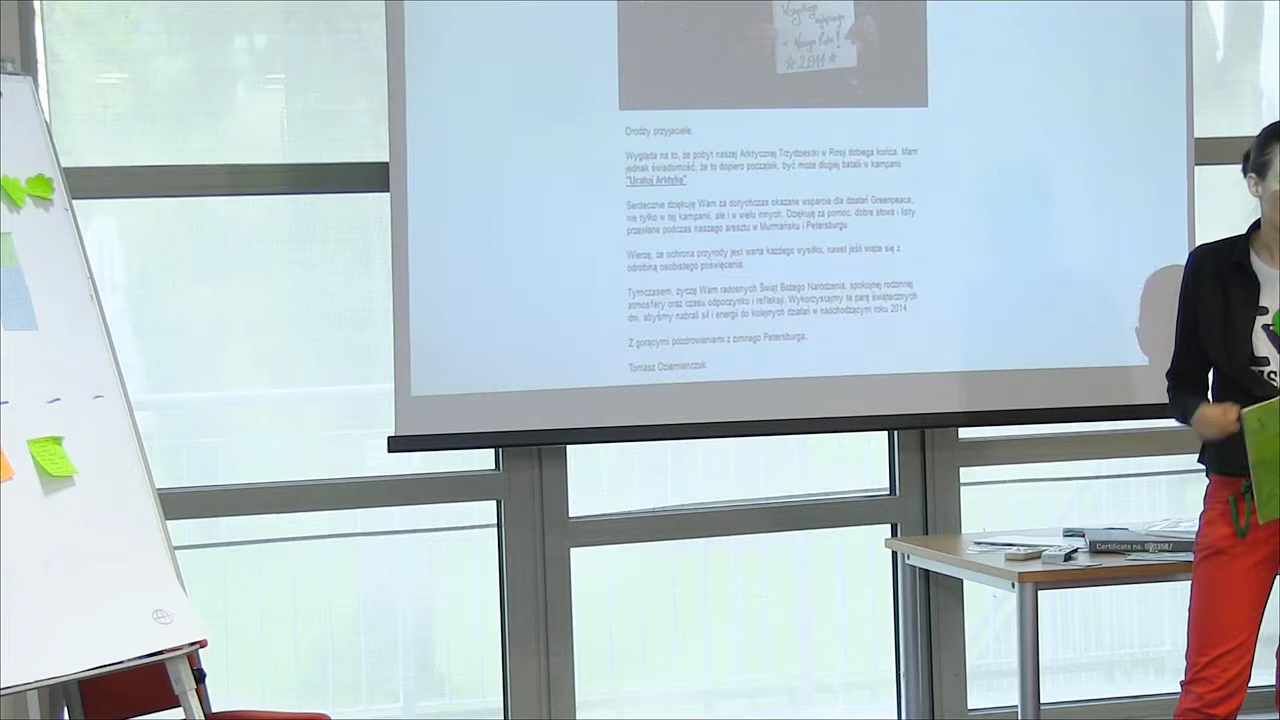 Wszystkiego
najlepszego
w Nowym Roku!
☆ 2014 ☆
Drodzy przyjaciele,
Wygląda na to, że pobyt naszej Arktycznej Trzydziestki w Rosji dobiega końca. Mam
jednak świadomość, że to dopiero początek, być może długiej batalii w kampanii
"Uratuj Arktykę"
Serdecznie dziękuję Wam za dotychczas okazane wsparcie dla działań Greenpeace,
nie tylko w tej kampanii, ale i w wielu innych. Dziękuję za pomoc, dobre słowa i listy
przesłane podczas naszego aresztu w Murmańsku i Petersburgu
Wierzę, że ochrona przyrody jest warta każdego wysiłku, nawet jeśli wiąże się z
odrobiną osobistego poświęcenia.
Tymczasem, życzę Wam radosnych Świąt Bożego Narodzenia, spokojnej rodzinnej
atmosfery oraz czasu odpoczynku i refleksji. Wykorzystajmy te parę świątecznych
dni, abyśmy nabrali sił i energii do kolejnych działań w nadchodzącym roku 2014.
Z gorącymi pozdrowieniami z zimnego Petersburga,
Tomasz Dziemianczuk
Certificate no.